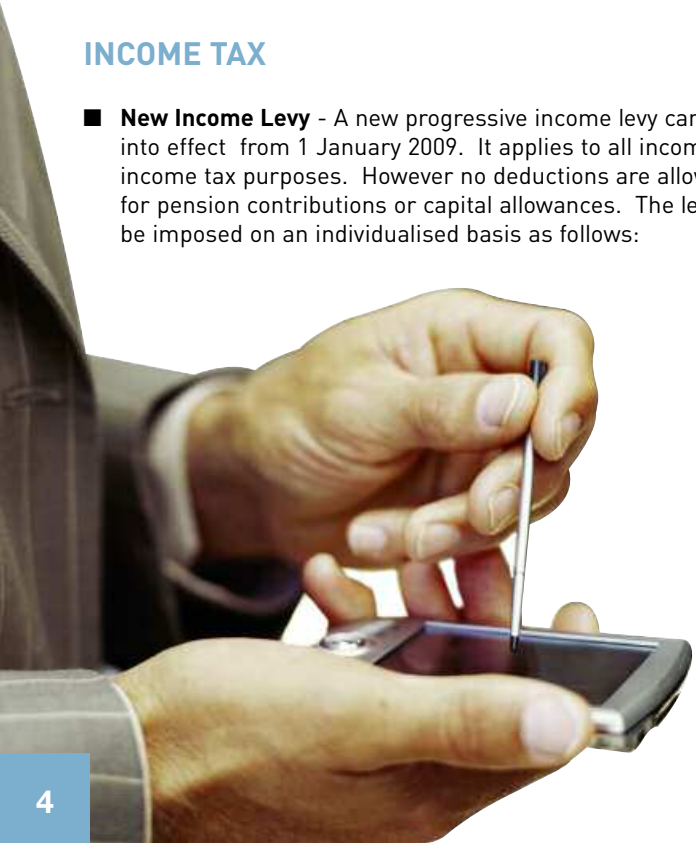 INCOME TAX
■ New Income Levy - A new progressive income levy
into effect from 1 January 2009. It applies to all
income tax purposes. However no deductions are
for pension contributions or capital allowances. The
be imposed on an individualised basis as follows:
4